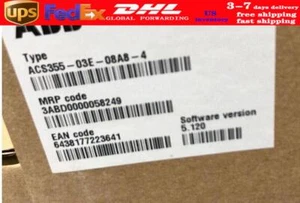 ups FedEx DHL
GLOBAL FORWARDING
3-7 days delivery
free shipping
fast shipping
ABB
Type
ACS355-03E-08A8-4
MRP code
3ABD0000058249
EAN code
6438177223641
Software version
5.120